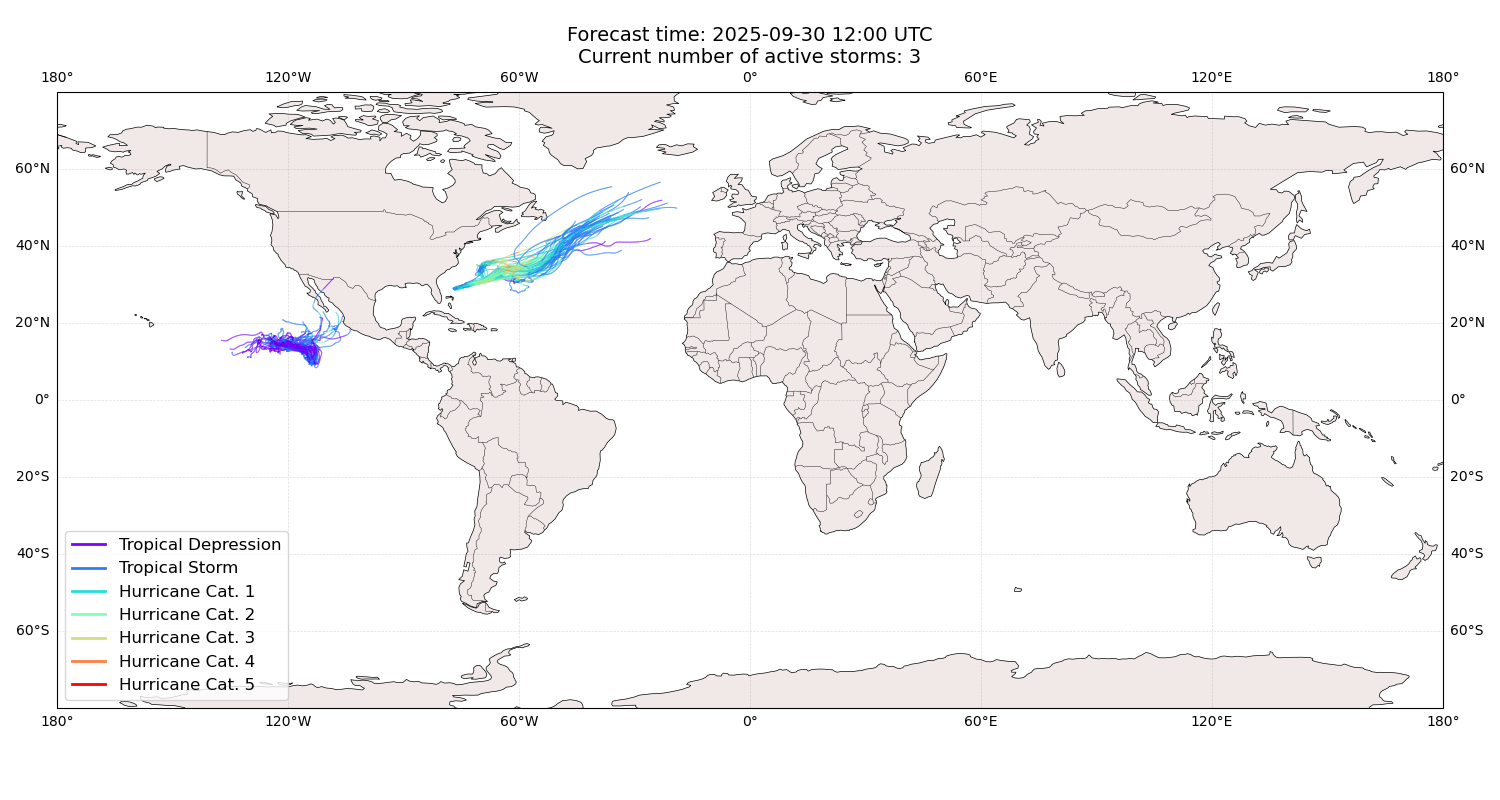 Forecast time: 2025-09-30 12:00 UTC
Current number of active storms: 3
180° 120°W 60°W 0° 60°E 120°E 180°
60°N 60°N
40°N 40°N
20°N 20°N
0° 0°
20°S 20°S
40°S 40°S
60°S 60°S
Tropical Depression
Tropical Storm
Hurricane Cat. 1
Hurricane Cat. 2
Hurricane Cat. 3
Hurricane Cat. 4
Hurricane Cat. 5
180° 120°W 60°W 0° 60°E 120°E 180°